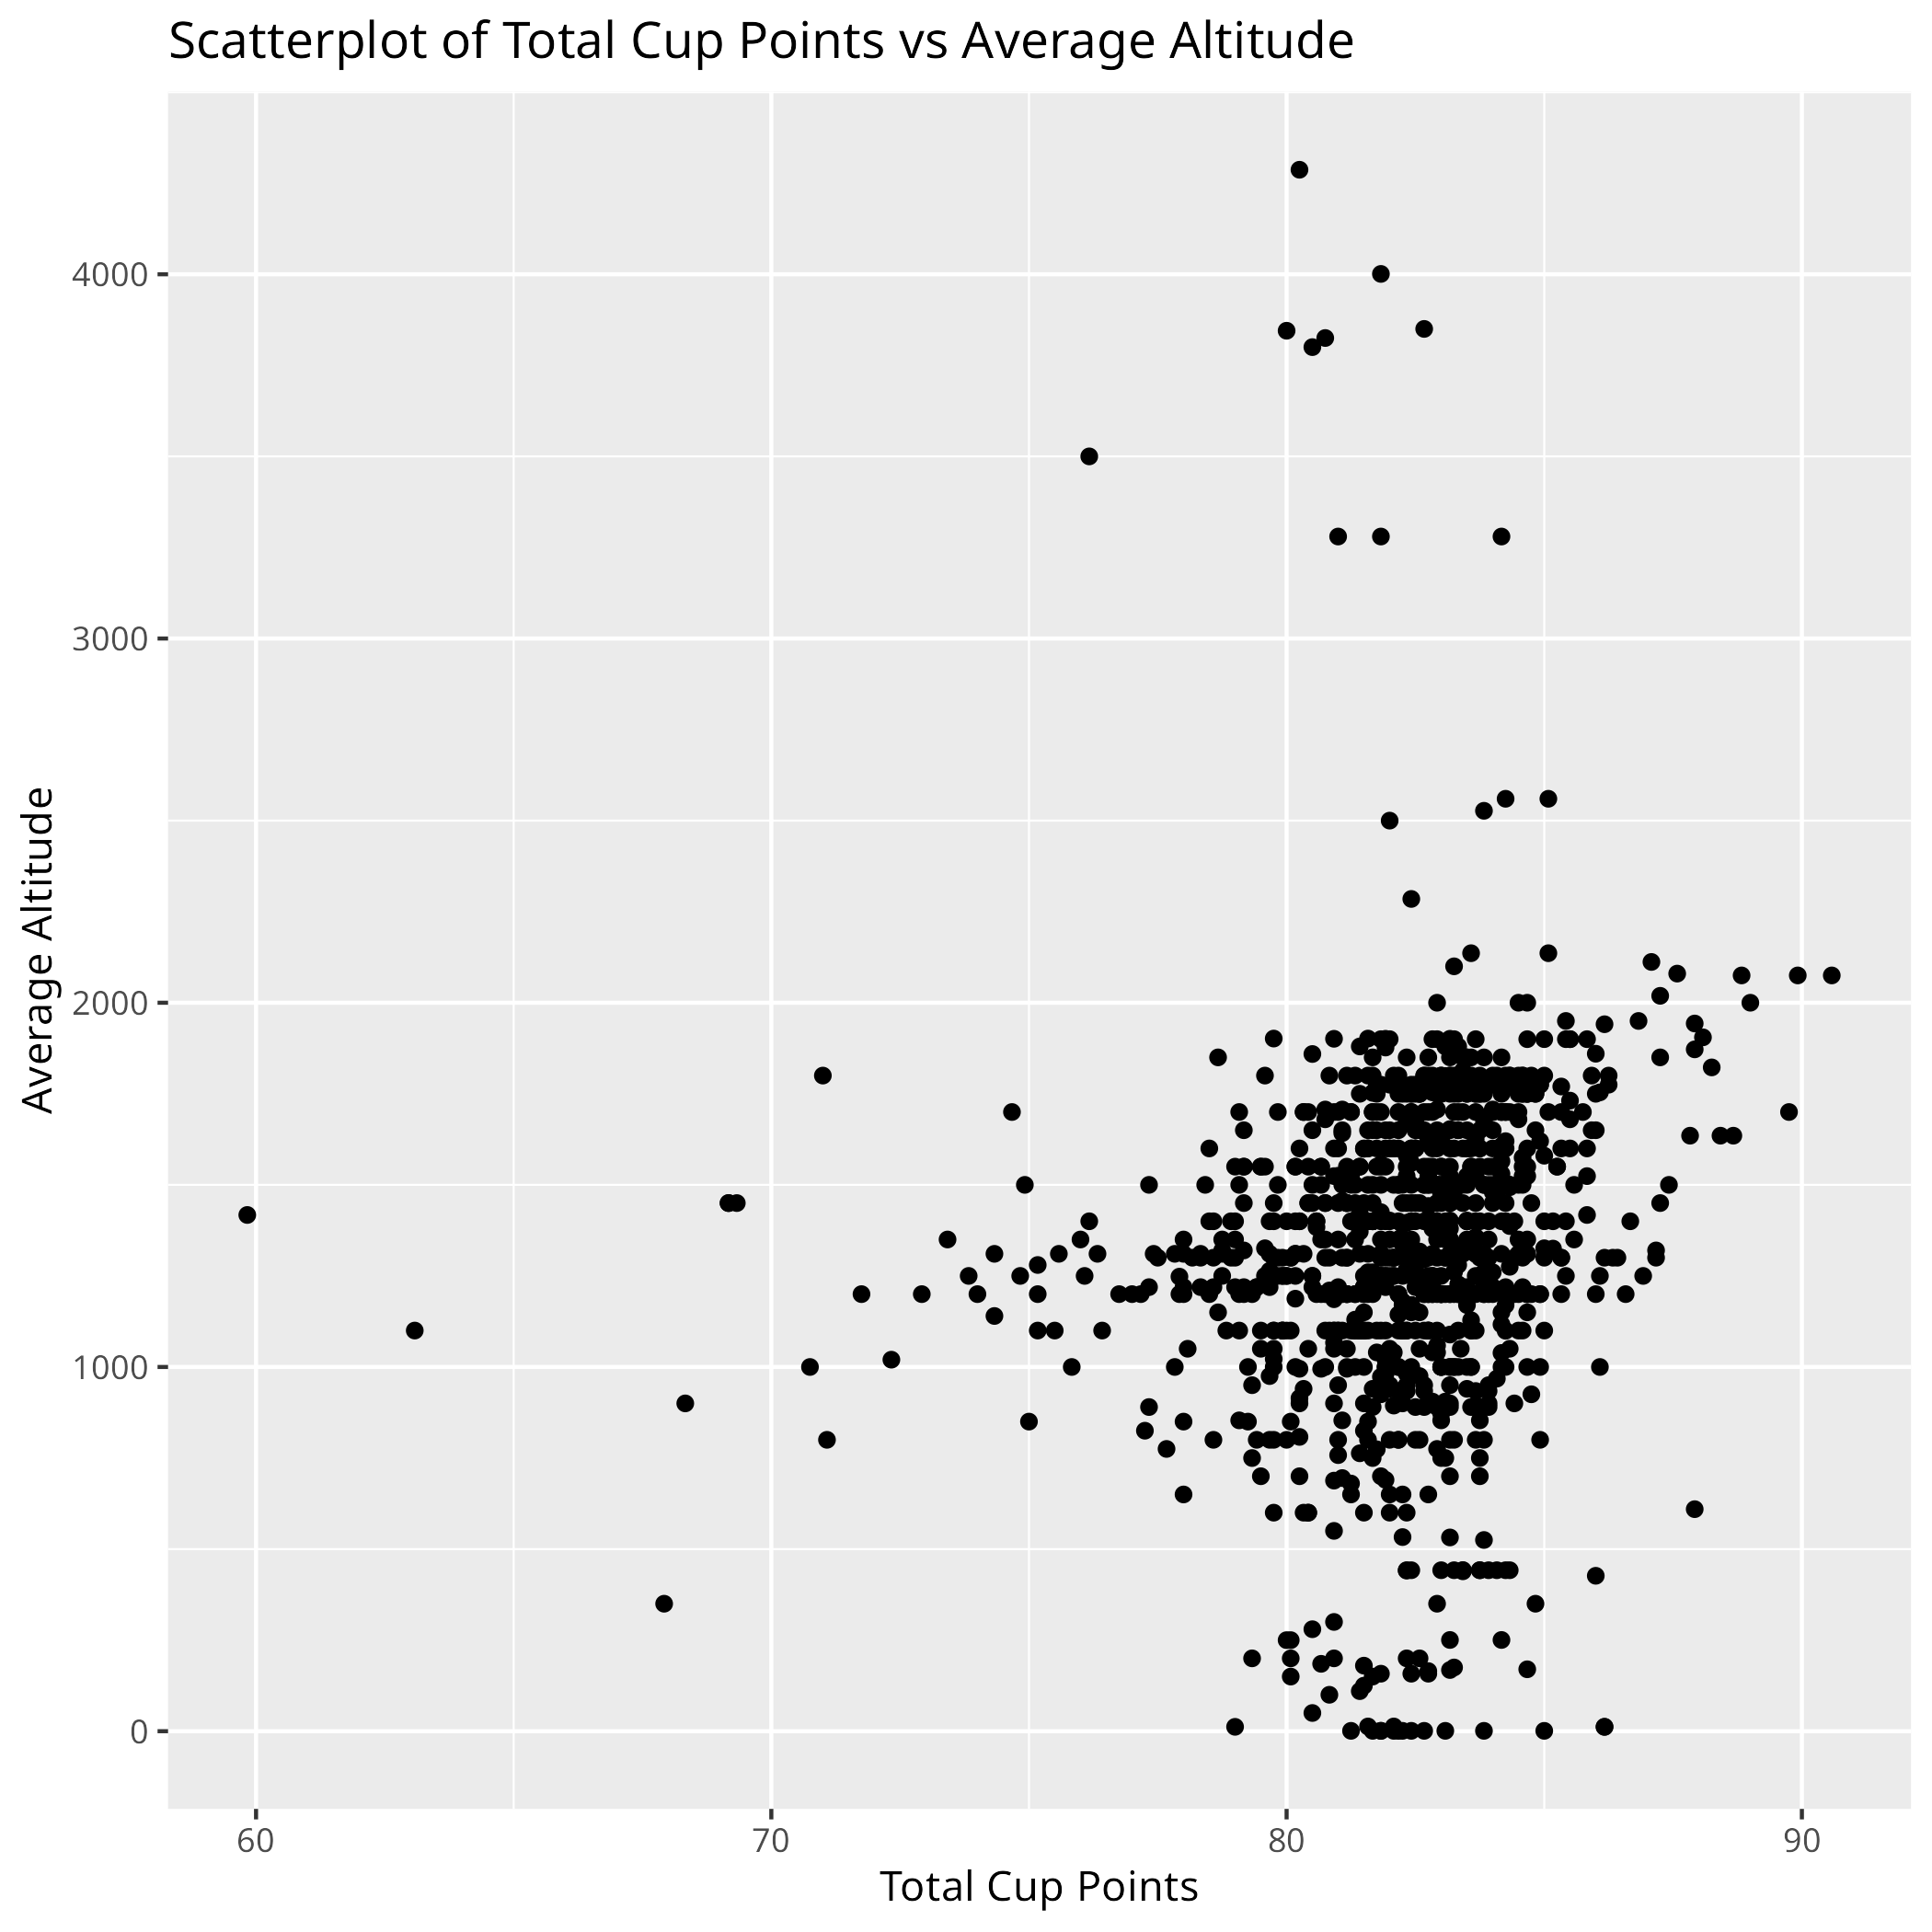 Scatterplot of Total Cup Points vs Average Altitude
Average Altitude
4000
3000
2000
1000
0
60 70 80 90
Total Cup Points